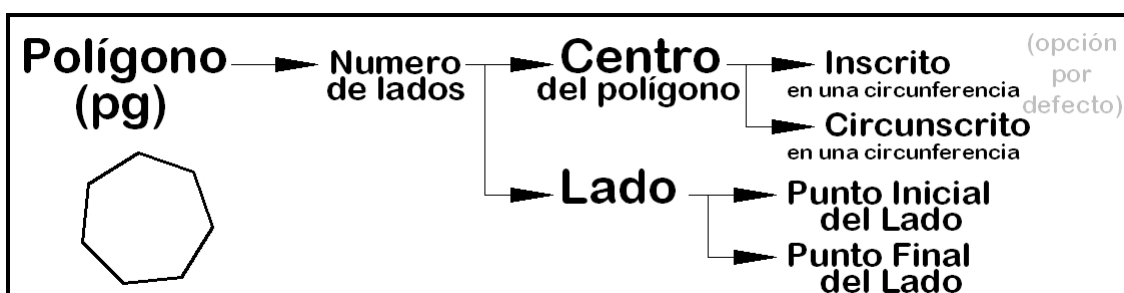 Polígono
(pg)
Numero
de lados
Centro
del polígono
Inscrito
en una circunferencia
(opción
por
defecto)
Circunscrito
en una circunferencia
Lado
Punto Inicial
del Lado
Punto Final
del Lado